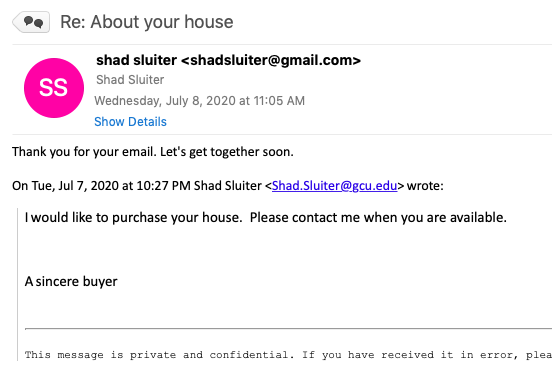 Re: About your house
shad sluiter <shadsluiter@gmail.com>
SS
Shad Sluiter
Wednesday, July 8, 2020 at 11:05 AM
Show Details
Thank you for your email. Let's get together soon.
On Tue, Jul 7, 2020 at 10:27 PM Shad Sluiter <Shad.Sluiter@gcu.edu> wrote:
I would like to purchase your house. Please contact me when you are available.
A sincere buyer
This message is private and confidential. If you have received it in error, plea